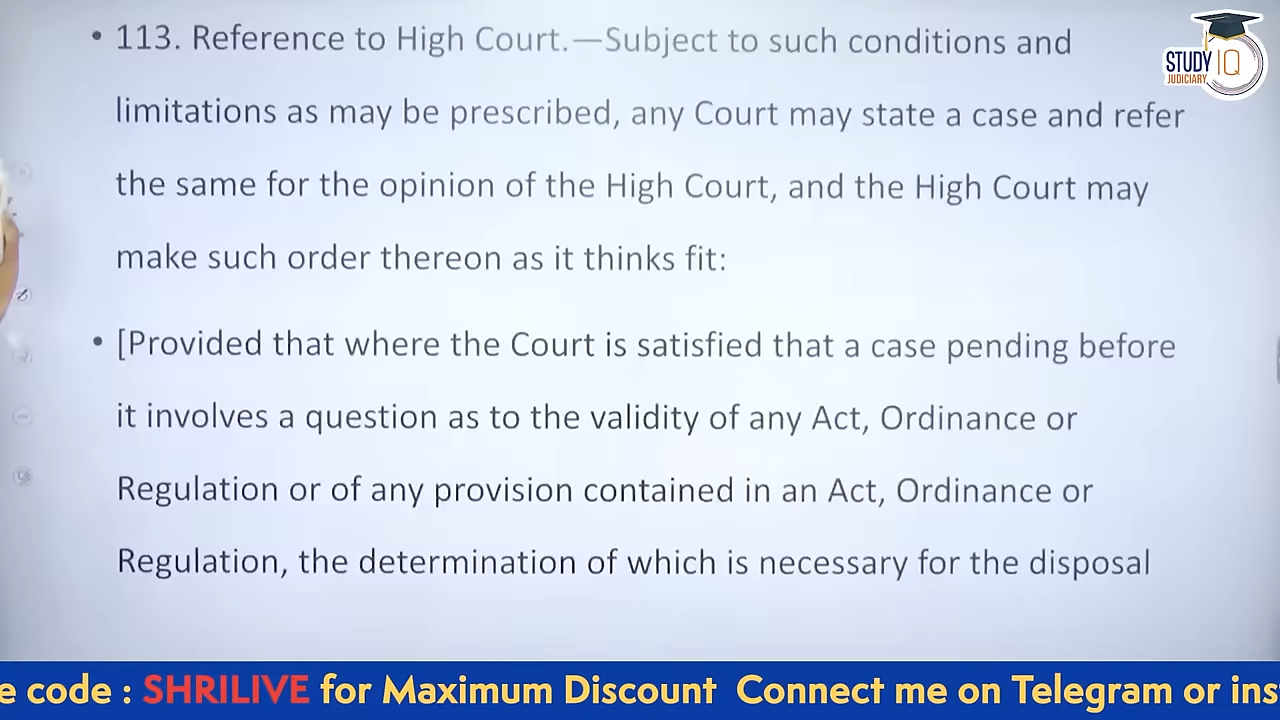 • 113. Reference to High Court.—Subject to such conditions and
limitations as may be prescribed, any Court may state a case and refer
the same for the opinion of the High Court, and the High Court may
make such order thereon as it thinks fit:
• [Provided that where the Court is satisfied that a case pending before
it involves a question as to the validity of any Act, Ordinance or
Regulation or of any provision contained in an Act, Ordinance or
Regulation, the determination of which is necessary for the disposal
STUDY IQ
JUDICIARY
e code : SHRILIVE for Maximum Discount Connect me on Telegram or ins